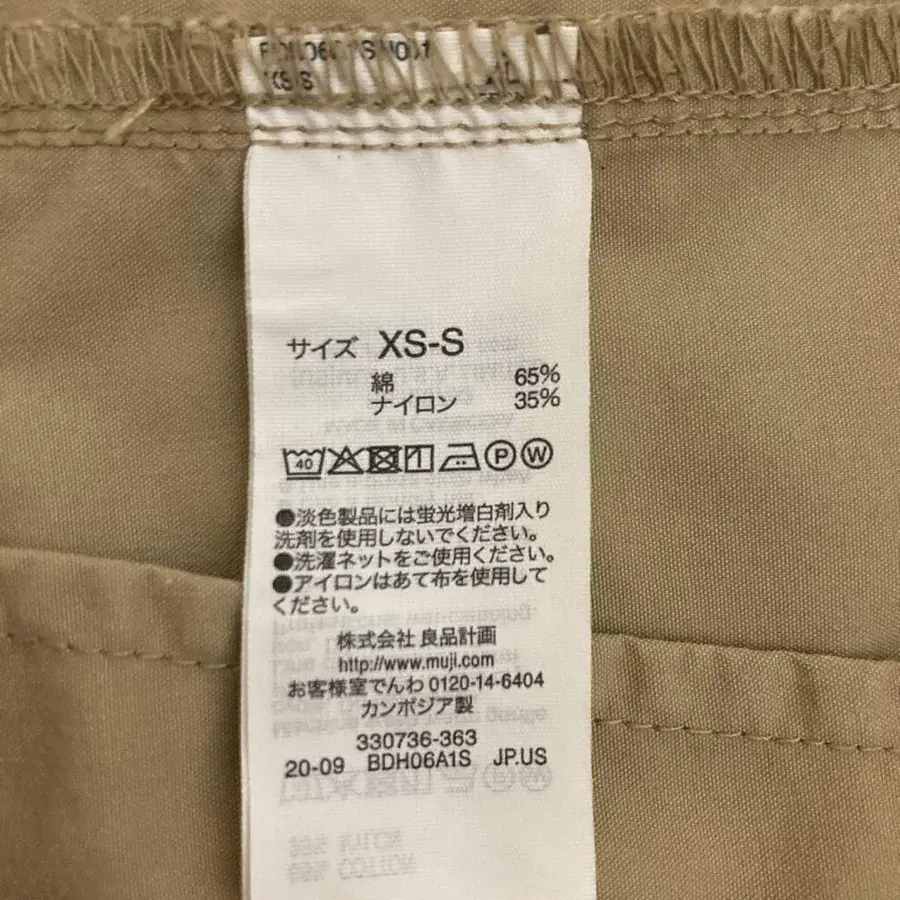 XS-S
サイズ XS-S
綿 65%
ナイロン 35%
40 P W
●淡色製品には蛍光増白剤入り
洗剤を使用しないでください。
●洗濯ネットをご使用ください。
●アイロンはあて布を使用して
ください。
株式会社 良品計画
http://www.muji.com
お客様室でんわ 0120-14-6404
カンボジア製
330736-363
20-09 BDH06A1S JP.US